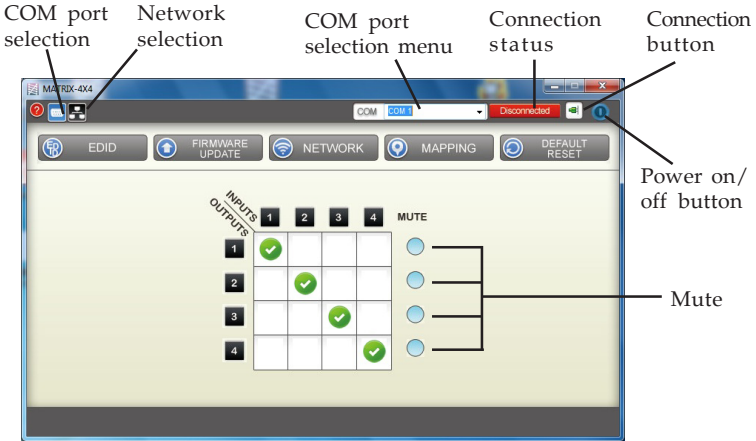 COM port selection
Network selection
COM port selection menu
Connection status
Connection button
MATRIX-4X4
?
COM COM 1 Disconnected
EDID EDID FIRMWARE UPDATE NETWORK MAPPING DEFAULT RESET
Power on/ off button
INPUTS 1 2 3 4 MUTE
OUTPUTS
1
2
3
4
Mute